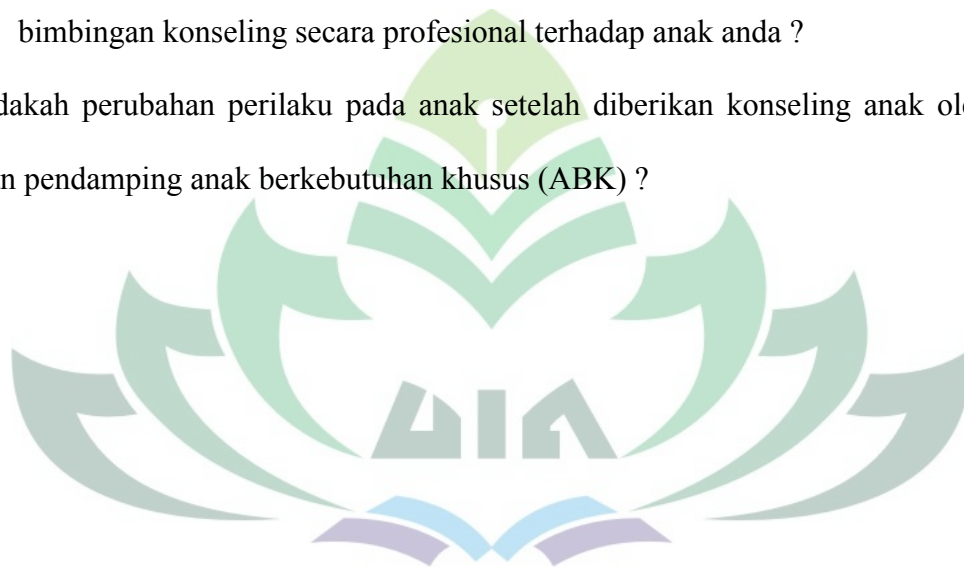 bimbingan konseling secara profesional terhadap anak anda ?
dakah perubahan perilaku pada anak setelah diberikan konseling anak ol
n pendamping anak berkebutuhan khusus (ABK) ?
UIN